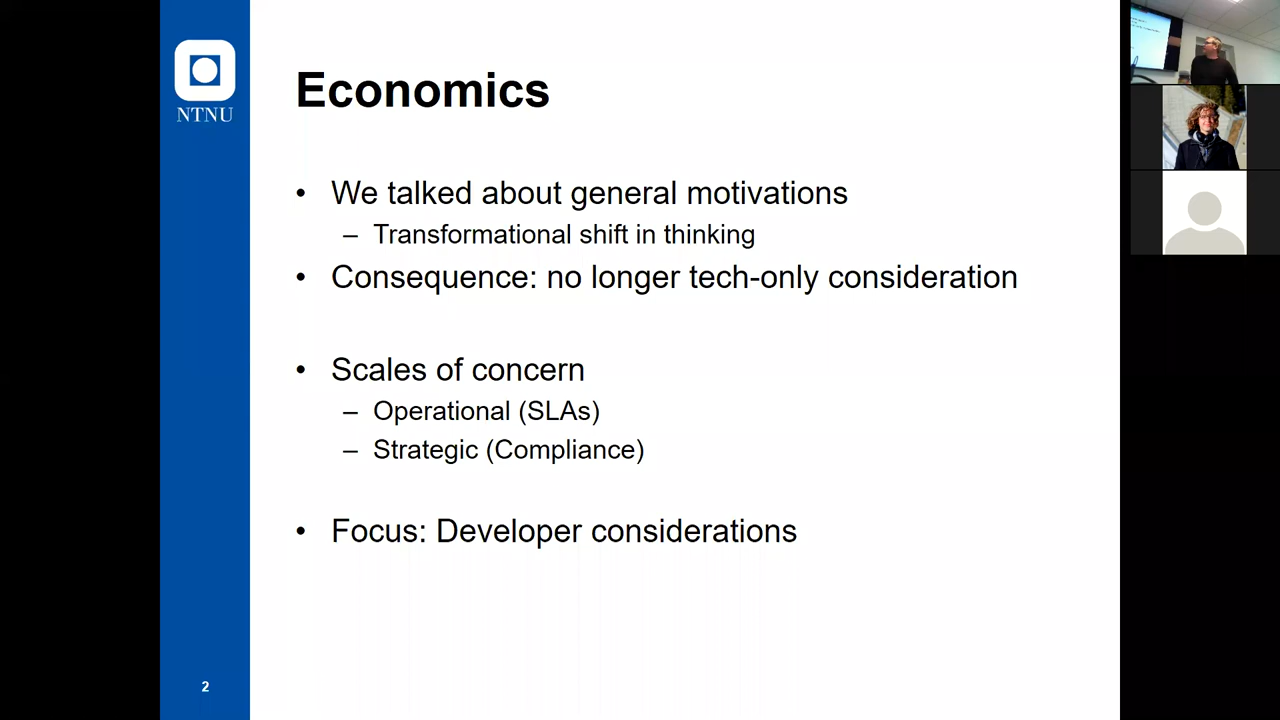 NTNU
Economics
• We talked about general motivations
– Transformational shift in thinking
• Consequence: no longer tech-only consideration
• Scales of concern
– Operational (SLAs)
– Strategic (Compliance)
• Focus: Developer considerations
2